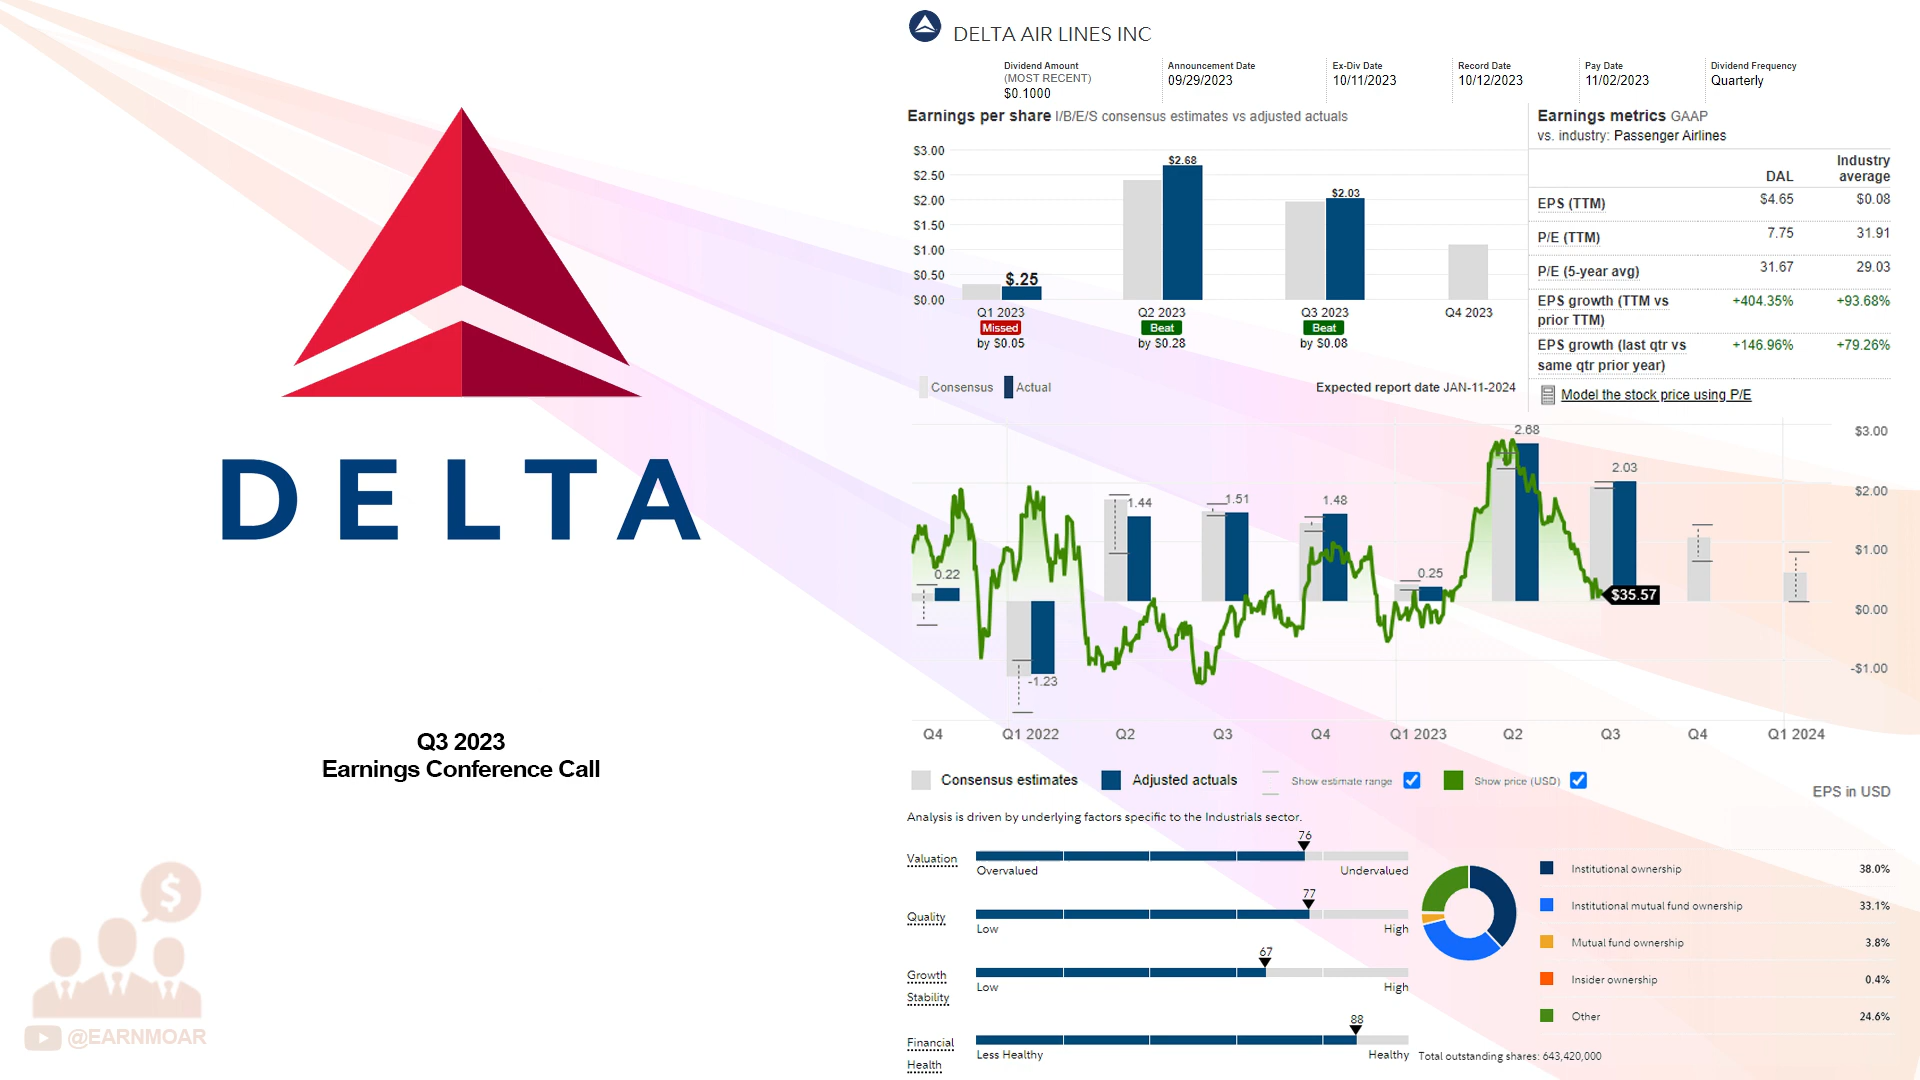 DELTA
Q3 2023
Earnings Conference Call
@EARNMOAR
DELTA AIR LINES INC
Dividend Amount
(MOST RECENT)
$0.1000
Announcement Date
09/29/2023
Ex-Div Date
10/11/2023
Record Date
10/12/2023
Pay Date
11/02/2023
Dividend Frequency
Quarterly
Earnings per share I/B/E/S consensus estimates vs adjusted actuals
$3.00
$2.50
$2.00
$1.50
$1.00
$0.50
$0.00
$.25
$2.68
$2.03
Q1 2023
Missed
by $0.05
Q2 2023
Beat
by $0.28
Q3 2023
Beat
by $0.08
Q4 2023
Consensus Actual
Expected report date JAN-11-2024
Earnings metrics GAAP
vs. industry: Passenger Airlines
DAL Industry average
EPS (TTM) $4.65 $0.08
P/E (TTM) 7.75 31.91
P/E (5-year avg) 31.67 29.03
EPS growth (TTM vs prior TTM) +404.35% +93.68%
EPS growth (last qtr vs same qtr prior year) +146.96% +79.26%
Model the stock price using P/E
$3.00
$2.00
$1.00
$0.00
-$1.00
0.22
-1.23
1.44
1.51
1.48
0.25
2.68
2.03
$35.57
Q4 Q1 2022 Q2 Q3 Q4 Q1 2023 Q2 Q3 Q4 Q1 2024
Consensus estimates Adjusted actuals Show estimate range Show price (USD)
EPS in USD
Analysis is driven by underlying factors specific to the Industrials sector.
Valuation
76
Overvalued Undervalued
Quality
77
Low High
Growth Stability
67
Low High
Financial Health
88
Less Healthy Healthy
Institutional ownership 38.0%
Institutional mutual fund ownership 33.1%
Mutual fund ownership 3.8%
Insider ownership 0.4%
Other 24.6%
Total outstanding shares: 643,420,000